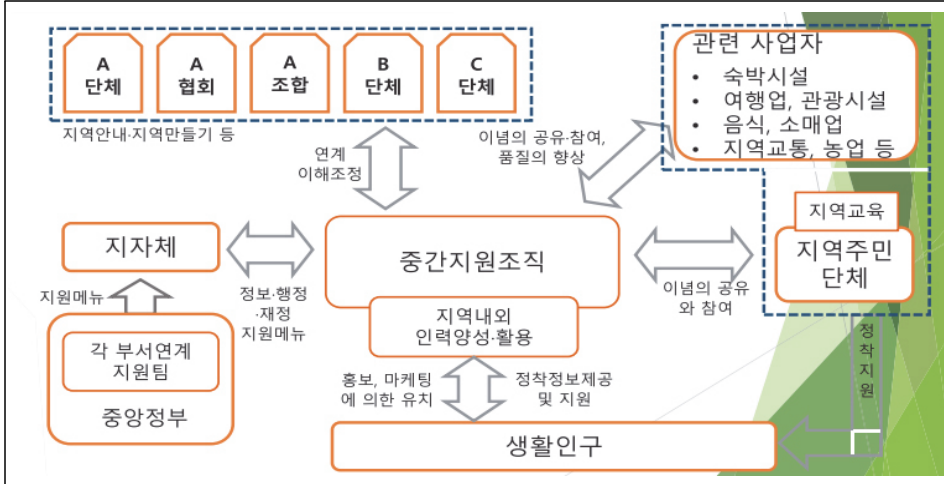 A
단체
A
협회
A
조합
B
단체
C
단체
지역안내·지역만들기 등
관련 사업자
• 숙박시설
• 여행업, 관광시설
• 음식, 소매업
• 지역교통, 농업 등
연계
이해조정
이념의 공유·참여,
품질의 향상
지역교육
지역주민
단체
지자체
중간지원조직
지원메뉴
정보·행정
·재정
지원메뉴
이념의 공유
와 참여
지역내외
인력양성·활용
각 부서연계
지원팀
중앙정부
홍보, 마케팅
에 의한 유치
정착정보제공
및 지원
정착지원
생활인구